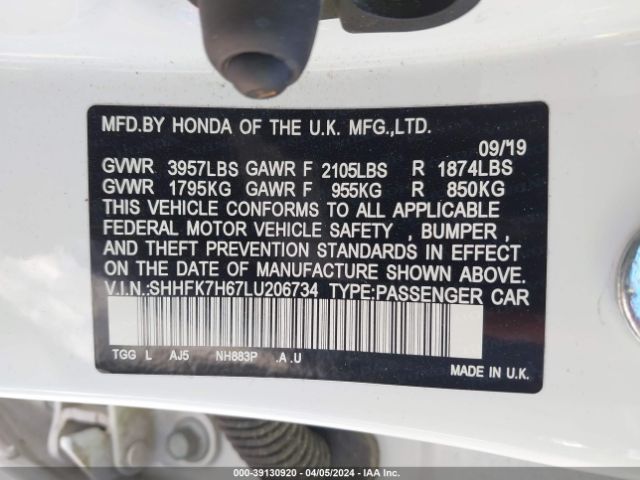 MFD.BY HONDA OF THE U.K. MFG.,LTD.
09/19
GVWR 3957LBS GAWR F 2105LBS R 1874LBS
GVWR 1795KG GAWR F 955KG R 850KG
THIS VEHICLE CONFORMS TO ALL APPLICABLE
FEDERAL MOTOR VEHICLE SAFETY , BUMPER ,
AND THEFT PREVENTION STANDARDS IN EFFECT
ON THE DATE OF MANUFACTURE SHOWN ABOVE.
V.I.N.:SHHFK7H67LU206734 TYPE:PASSENGER CAR
TGG L AJ5 NH883P .A .U
MADE IN U.K.
000-39130920 - 04/05/2024 - IAA Inc.